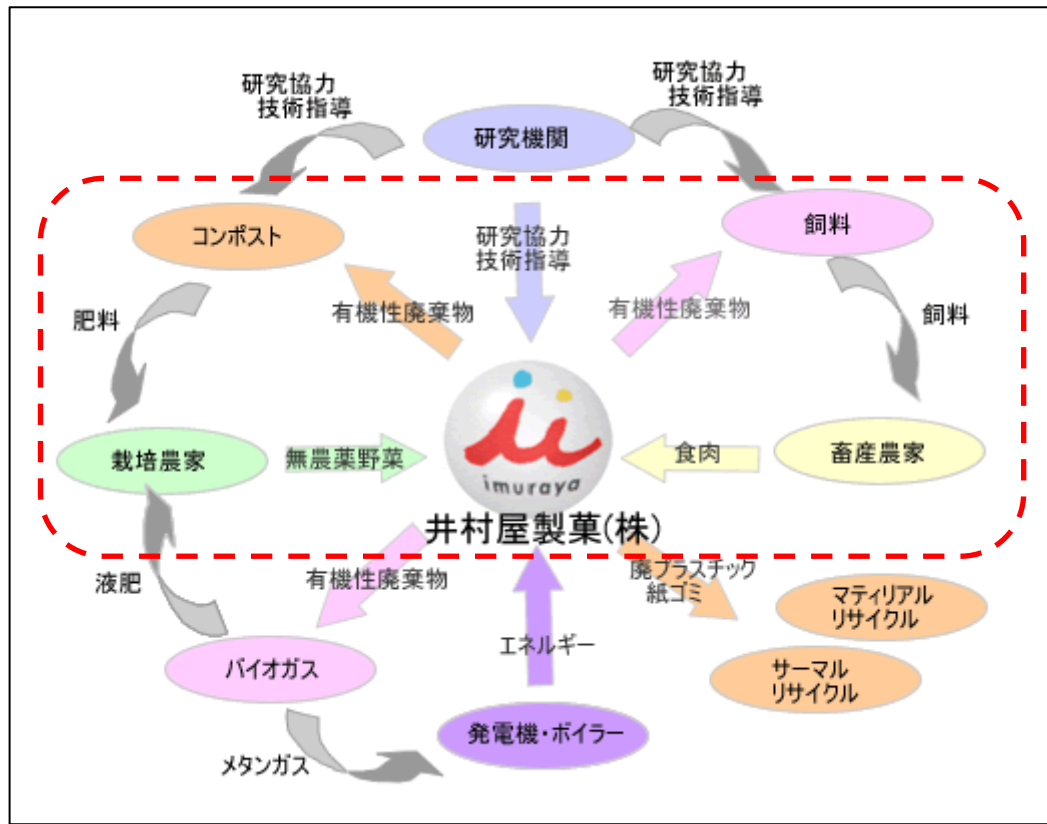 研究協力
技術指導
研究協力
技術指導
研究機関
コンポスト
飼料
研究協力
技術指導
有機性廃棄物
有機性廃棄物
肥料
飼料
栽培農家
無農薬野菜
imuraya
食肉
畜産農家
井村屋製菓(株)
液肥
有機性廃棄物
廃プラスチック
紙ゴミ
マティリアル
リサイクル
エネルギー
バイオガス
サーマル
リサイクル
メタンガス
発電機・ボイラー